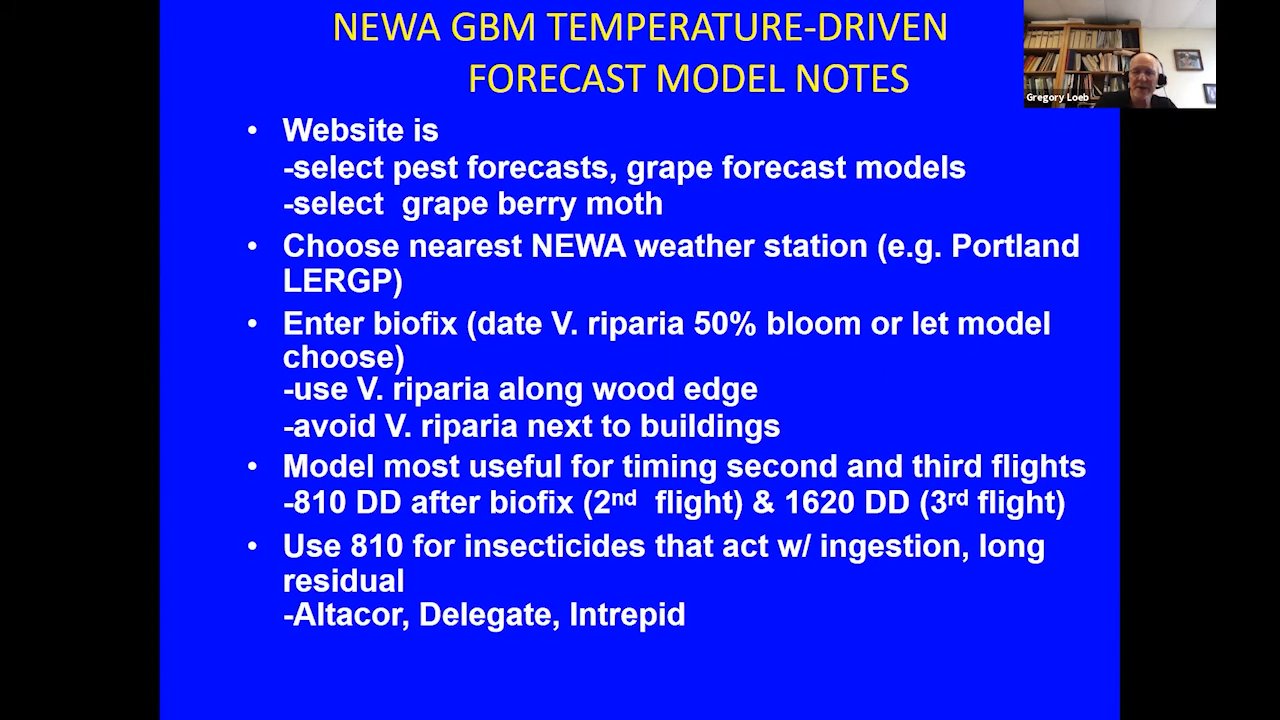 NEWA GBM TEMPERATURE-DRIVEN
FORECAST MODEL NOTES
Gregory Loeb
• Website is
-select pest forecasts, grape forecast models
-select  grape berry moth
• Choose nearest NEWA weather station (e.g. Portland
LERGP)
• Enter biofix (date V. riparia 50% bloom or let model
choose)
-use V. riparia along wood edge
-avoid V. riparia next to buildings
• Model most useful for timing second and third flights
-810 DD after biofix (2nd  flight) & 1620 DD (3rd flight)
• Use 810 for insecticides that act w/ ingestion, long
residual
-Altacor, Delegate, Intrepid